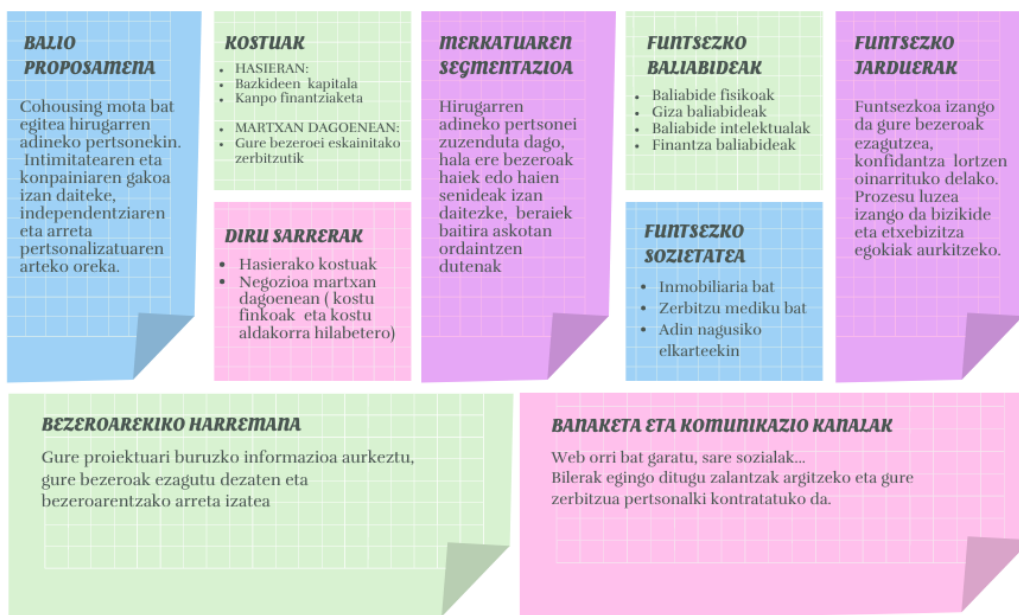 BALIO
PROPOSAMENA
Cohousing mota bat
egitea hirugarren
adineko pertsonekin.
Intimitatearen eta
konpainiaren gakoa
izan daiteke,
independentziaren
eta arreta
pertsonalizatuaren
arteko oreka.
KOSTUAK
• HASIERAN:
• Bazkideen kapitala
• Kanpo finantziaketa
• MARTXAN DAGOENEAN:
• Gure bezeroei eskainitako
zerbitzutik
DIRU SARRERAK
• Hasierako kostuak
• Negozioa martxan
dagoenean ( kostu
finkoak eta kostu
aldakorra hilabetero)
MERKATUAREN
SEGMENTAZIOA
Hirugarren
adineko pertsonei
zuzenduta dago,
hala ere bezeroak
haiek edo haien
senideak izan
daitezke, beraiek
baitira askotan
ordaintzen
dutenak
FUNTSEZKO
BALIABIDEAK
• Baliabide fisikoak
• Giza baliabideak
• Baliabide intelektualak
• Finantza baliabideak
FUNTSEZKO
SOZIETATEA
• Inmobiliaria bat
• Zerbitzu mediku bat
• Adin nagusiko
elkarteekin
FUNTSEZKO
JARDUERAK
Funtsezkoa izango
da gure bezeroak
ezagutzea,
konfidantza lortzen
oinarrituko delako.
Prozesu luzea
izango da bizikide
eta etxebizitza
egokiak aurkitzeko.
BEZEROAREKIKO HARREMANA
Gure proiektuari buruzko informazioa aurkeztu,
gure bezeroak ezagutu dezaten eta
bezeroarentzako arreta izatea
BANAKETA ETA KOMUNIKAZIO KANALAK
Web orri bat garatu, sare sozialak...
Bilerak egingo ditugu zalantzak argitzeko eta gure
zerbitzua pertsonalki kontratatuko da.